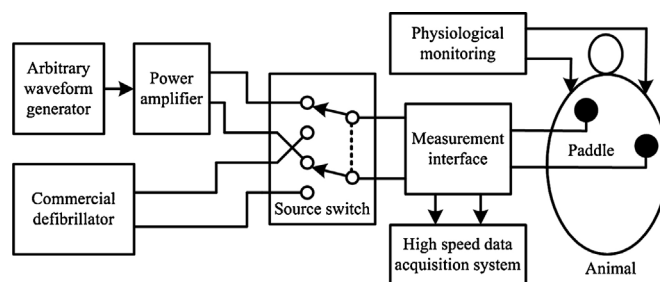 Physiological
monitoring
Arbitrary
waveform
generator
Power
amplifier
Measurement
interface
Paddle
Commercial
defibrillator
Source switch
High speed data
acquisition system
Animal